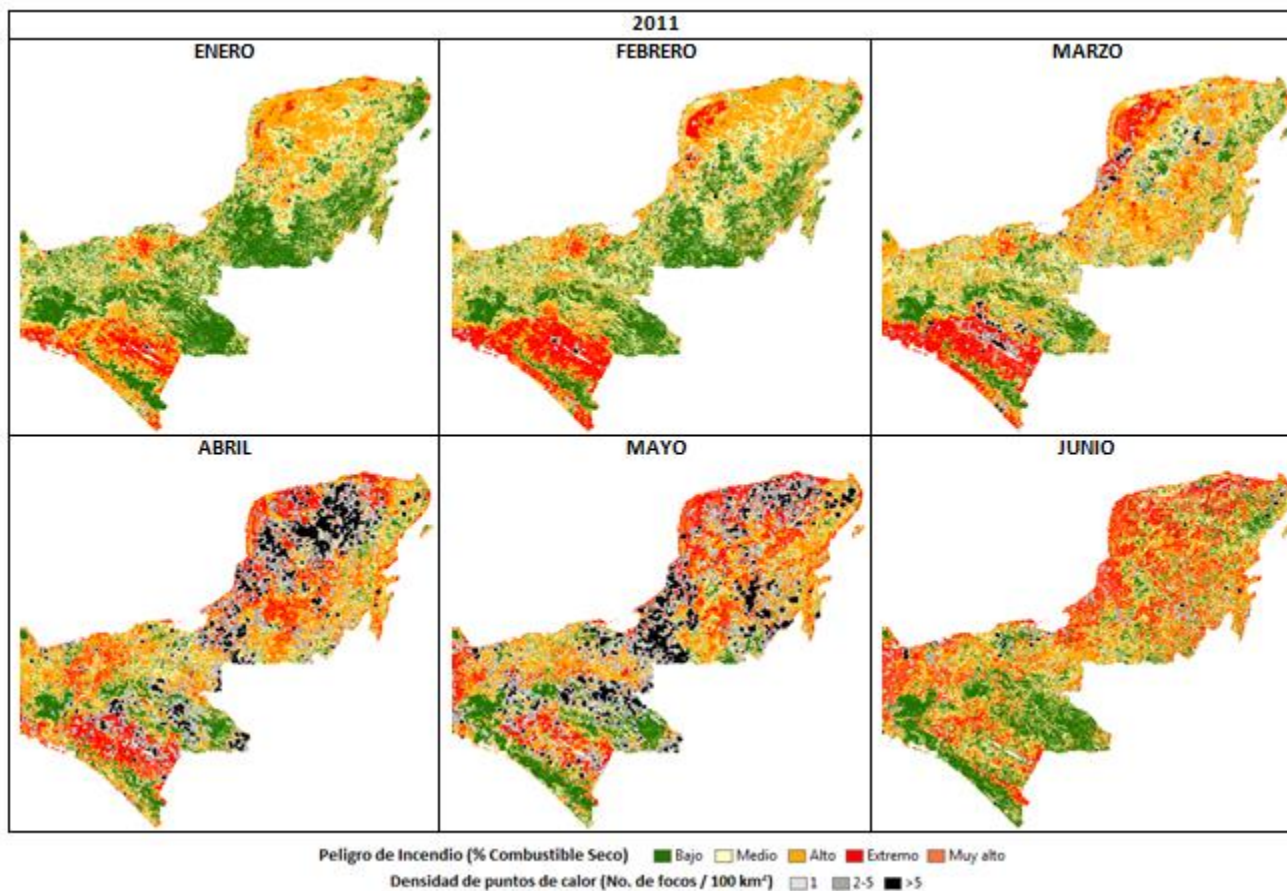 2011
ENERO
FEBRERO
MARZO
ABRIL
MAYO
JUNIO
Peligro de Incendio (% Combustible Seco) Bajo Medio Alto Extremo Muy alto
Densidad de puntos de calor (No. de focos / 100 km²) 1 2-5 >5